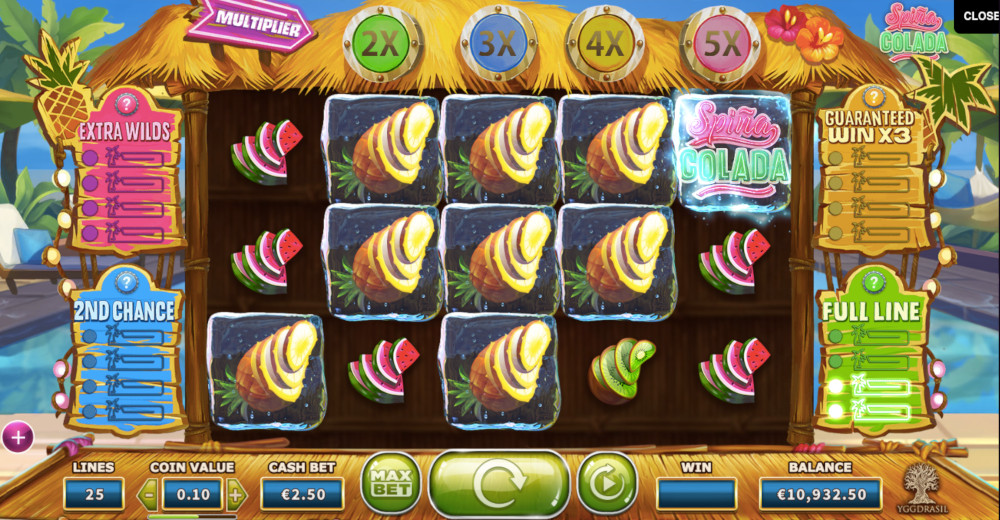 MULTIPLIER
2X
3X
4X
5X
Spiña
COLADA
CLOSE
?
EXTRA WILDS
?
GUARANTEED
WIN X3
Spiña
COLADA
?
2ND CHANCE
?
FULL LINE
+
LINES
25
COIN VALUE
-
0.10
+
CASH BET
€2.50
MAX
BET
WIN
BALANCE
€10,932.50
YGGDRASIL